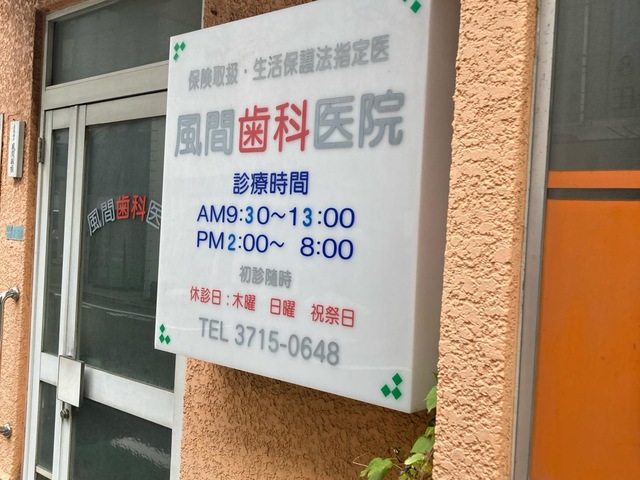 保険取扱・生活保護法指定医
風間歯科医院
診療時間
AM9:30～13:00
PM2:00～ 8:00
初診随時
休診日:木曜 日曜 祝祭日
TEL 3715-0648
風間歯科医